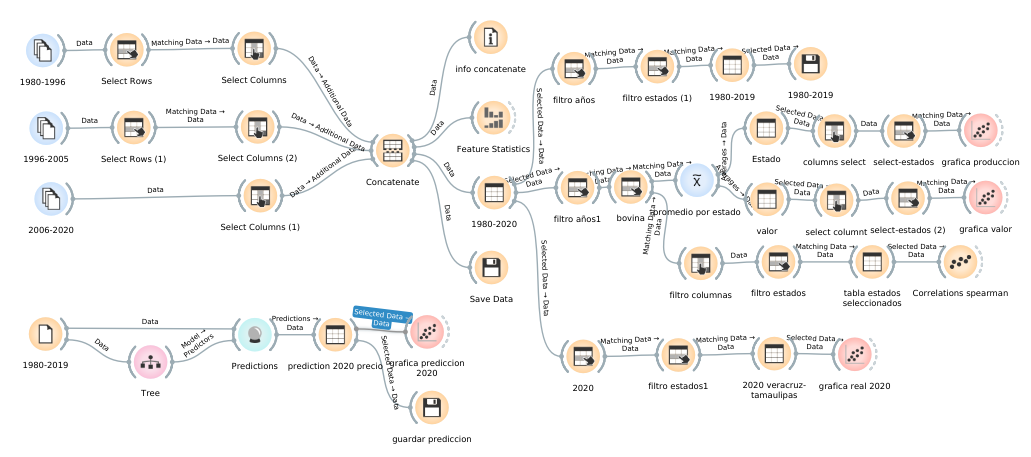 1980-1996
Data
Select Rows
Matching Data → Data
Select Columns
Data → Additional Data
1996-2005
Data
Select Rows (1)
Matching Data →
Data
Select Columns (2)
Data → Additional Data
2006-2020
Data
Select Columns (1)
Data → Additional Data
Concatenate
Data
info concatenate
Data
Feature Statistics
Data
1980-2020
Data
Save Data
Selected Data → Data
filtro años
Matching Data →
Data
filtro estados (1)
Matching Data →
Data
1980-2019
Selected Data →
Data
1980-2019
Selected Data →
Data
filtro años1
Data
bovina
Matching Data →
Data
promedio por estado
Estado
Selected Data
columns select
Data
select-estados
Matching Data →
Data
grafica produccion
valor
Selected Data
select columnt
Data
select-estados (2)
Matching Data →
Data
grafica valor
Matching Data →
Data
filtro columnas
Data
filtro estados
Matching Data →
Data
tabla estados
seleccionados
Selected Data →
Data
Correlations spearman
Selected Data → Data
2020
Matching Data →
Data
filtro estados1
Matching Data →
Data
2020 veracruz-
tamaulipas
Selected Data →
Data
grafica real 2020
1980-2019
Data
Data
Tree
Model →
Predictors
Predictions
Predictions →
Data
prediction 2020 precio
Selected Data →
Data
grafica prediccion
2020
Selected Data → Data
guardar prediccion